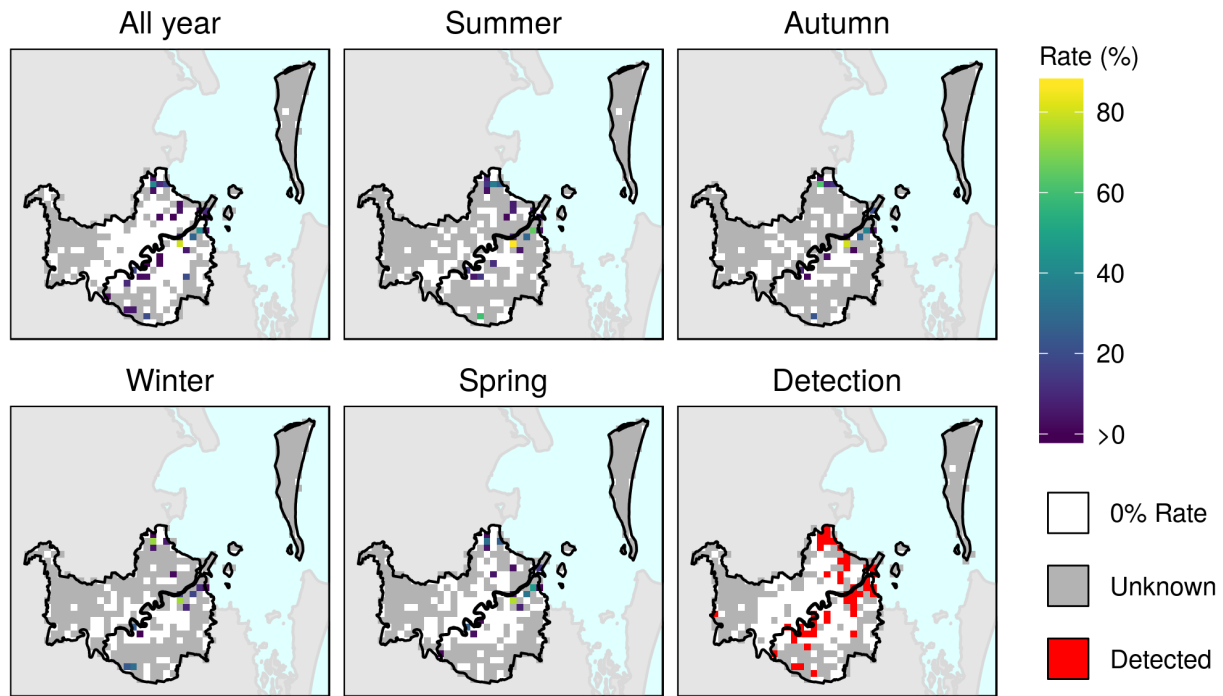 All year
Summer
Autumn
Rate (%)
80
60
40
20
>0
Winter
Spring
Detection
0% Rate
Unknown
Detected